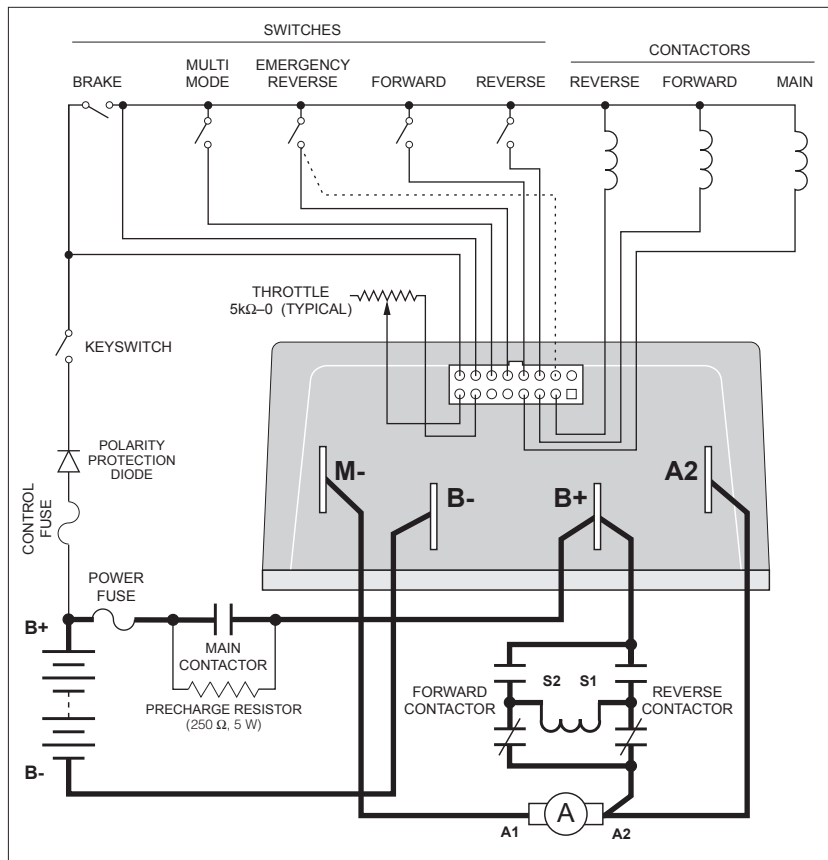 SWITCHES
CONTACTORS
BRAKE
MULTI
MODE
EMERGENCY
REVERSE
FORWARD
REVERSE
REVERSE
FORWARD
MAIN
THROTTLE
5kΩ–0 (TYPICAL)
KEYSWITCH
POLARITY
PROTECTION
DIODE
CONTROL
FUSE
M-
B-
B+
A2
POWER
FUSE
B+
MAIN
CONTACTOR
PRECHARGE RESISTOR
(250 Ω, 5 W)
FORWARD
CONTACTOR
S2
S1
REVERSE
CONTACTOR
B-
A1
A
A2